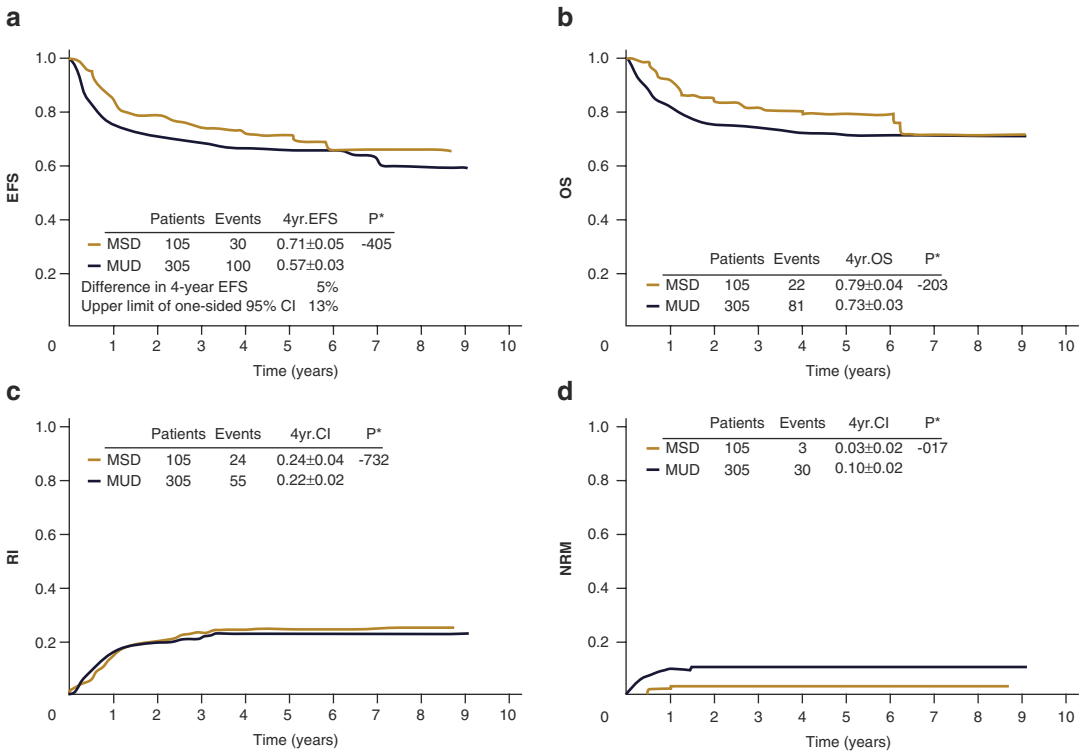 a
1.0
0.8
0.6
0.4
0.2
EFS
Patients Events 4yr.EFS P*
MSD 105 30 0.71±0.05 -405
MUD 305 100 0.57±0.03
Difference in 4-year EFS 5%
Upper limit of one-sided 95% CI 13%
0 1 2 3 4 5 6 7 8 9 10
Time (years)
b
1.0
0.8
0.6
0.4
0.2
OS
Patients Events 4yr.OS P*
MSD 105 22 0.79±0.04 -203
MUD 305 81 0.73±0.03
0 1 2 3 4 5 6 7 8 9 10
Time (years)
c
1.0
0.8
0.6
0.4
0.2
RI
Patients Events 4yr.CI P*
MSD 105 24 0.24±0.04 -732
MUD 305 55 0.22±0.02
0 1 2 3 4 5 6 7 8 9 10
Time (years)
d
1.0
0.8
0.6
0.4
0.2
NRM
Patients Events 4yr.CI P*
MSD 105 3 0.03±0.02 -017
MUD 305 30 0.10±0.02
0 1 2 3 4 5 6 7 8 9 10
Time (years)